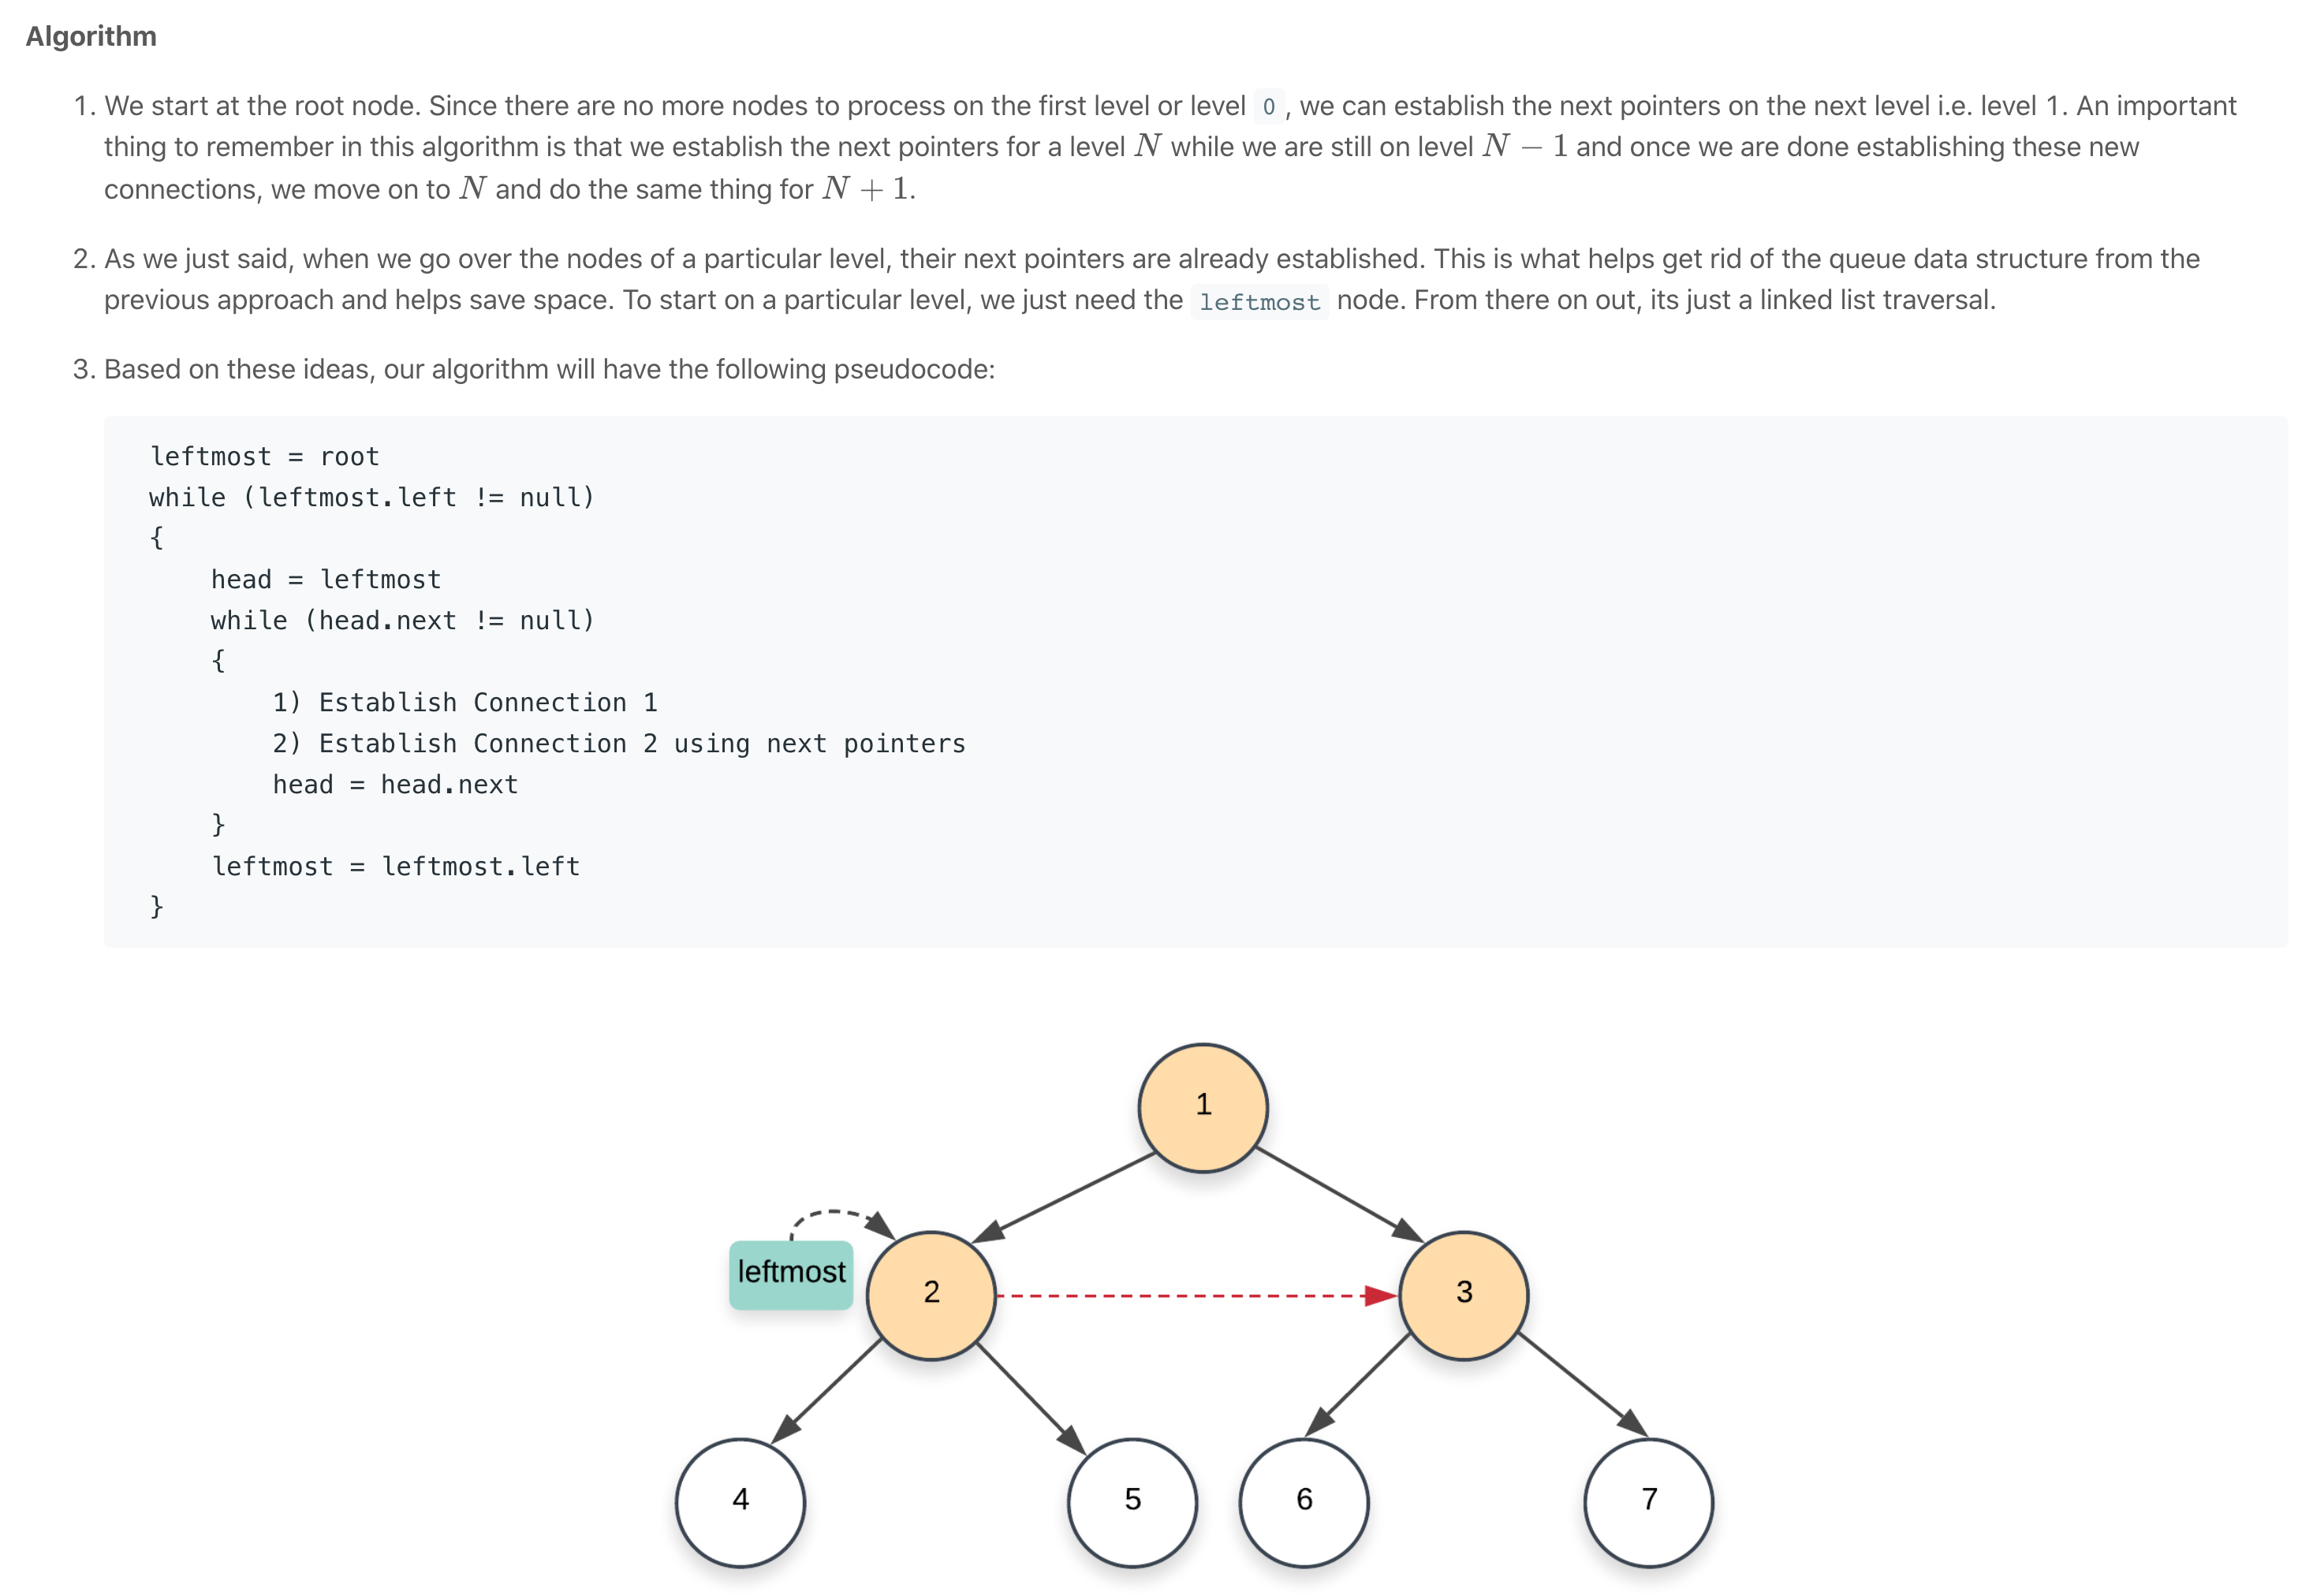 Algorithm
1. We start at the root node. Since there are no more nodes to process on the first level or level 0, we can establish the next pointers on the next level i.e. level 1. An important
thing to remember in this algorithm is that we establish the next pointers for a level N while we are still on level N − 1 and once we are done establishing these new
connections, we move on to N and do the same thing for N + 1.
2. As we just said, when we go over the nodes of a particular level, their next pointers are already established. This is what helps get rid of the queue data structure from the
previous approach and helps save space. To start on a particular level, we just need the leftmost node. From there on out, its just a linked list traversal.
3. Based on these ideas, our algorithm will have the following pseudocode:
leftmost = root
while (leftmost.left != null)
{
    head = leftmost
    while (head.next != null)
    {
        1) Establish Connection 1
        2) Establish Connection 2 using next pointers
        head = head.next
    }
    leftmost = leftmost.left
}
1
leftmost
2
3
4
5
6
7